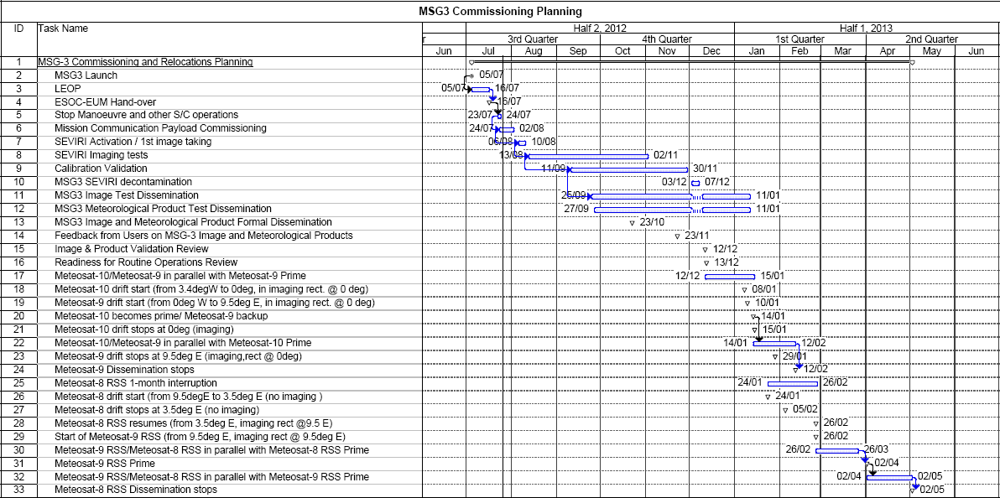 MSG3 Commissioning Planning
ID Task Name Half 2, 2012 Half 1, 2013
r 3rd Quarter 4th Quarter 1st Quarter 2nd Quarter
Jun Jul Aug Sep Oct Nov Dec Jan Feb Mar Apr May Jun
1 MSG-3 Commissioning and Relocations Planning
2 MSG3 Launch 05/07
3 LEOP 05/07 16/07
4 ESOC-EUM Hand-over 16/07
5 Stop Manoeuvre and other S/C operations 23/07 24/07
6 Mission Communication Payload Commissioning 24/07 02/08
7 SEVIRI Activation / 1st image taking 06/08 10/08
8 SEVIRI Imaging tests 13/08 02/11
9 Calibration Validation 11/09 30/11
10 MSG3 SEVIRI decontamination 03/12 07/12
11 MSG3 Image Test Dissemination 25/09 11/01
12 MSG3 Meteorological Product Test Dissemination 27/09 11/01
13 MSG3 Image and Meteorological Product Formal Dissemination 23/10
14 Feedback from Users on MSG-3 Image and Meteorological Products 23/11
15 Image & Product Validation Review 12/12
16 Readiness for Routine Operations Review 13/12
17 Meteosat-10/Meteosat-9 in parallel with Meteosat-9 Prime 12/12 15/01
18 Meteosat-10 drift start (from 3.4degW to 0deg, in imaging rect. @ 0 deg) 08/01
19 Meteosat-9 drift start (from 0deg W to 9.5deg E, in imaging rect. @ 0 deg) 10/01
20 Meteosat-10 becomes prime/ Meteosat-9 backup 14/01
21 Meteosat-10 drift stops at 0deg (imaging) 15/01
22 Meteosat-10/Meteosat-9 in parallel with Meteosat-10 Prime 14/01 12/02
23 Meteosat-9 drift stops at 9.5deg E (imaging,rect @ 0deg) 29/01
24 Meteosat-9 Dissemination stops 12/02
25 Meteosat-8 RSS 1-month interruption 24/01 26/02
26 Meteosat-8 drift start (from 9.5degE to 3.5deg E (no imaging ) 24/01
27 Meteosat-8 drift stops at 3.5deg E (no imaging) 05/02
28 Meteosat-8 RSS resumes (from 3.5deg E, imaging rect @9.5 E) 26/02
29 Start of Meteosat-9 RSS (from 9.5deg E, imaging rect @ 9.5deg E) 26/02
30 Meteosat-9 RSS/Meteosat-8 RSS in parallel with Meteosat-8 RSS Prime 26/02 26/03
31 Meteosat-9 RSS Prime 02/04
32 Meteosat-9 RSS/Meteosat-8 RSS in parallel with Meteosat-9 RSS Prime 02/04 02/05
33 Meteosat-8 RSS Dissemination stops 02/05